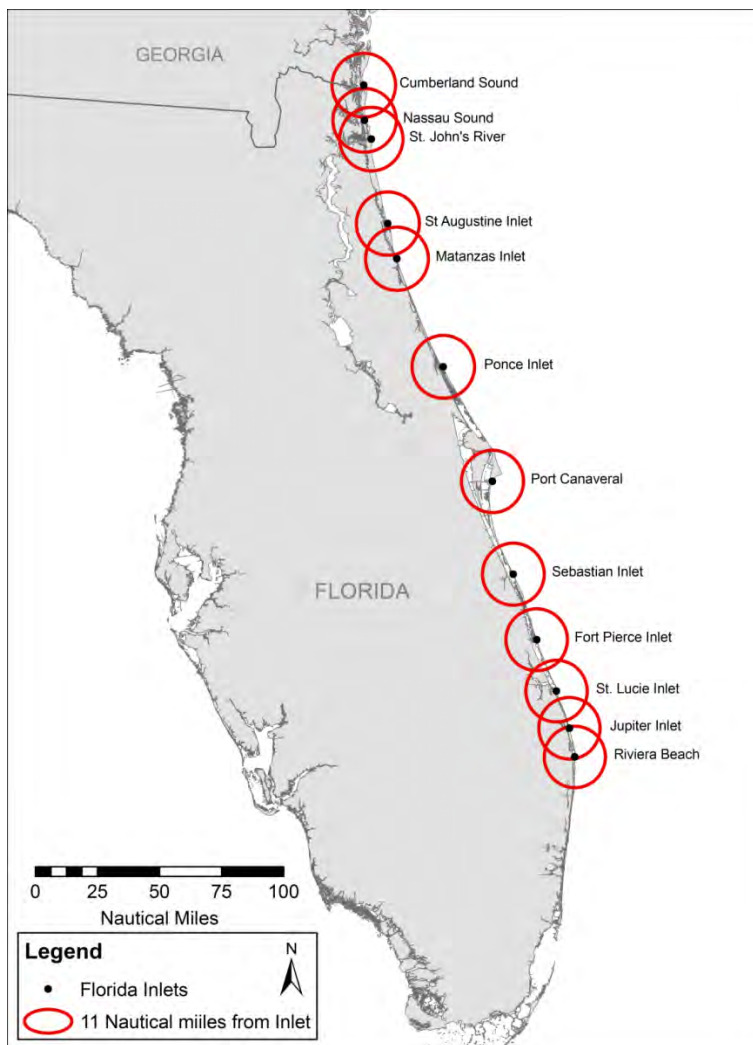 GEORGIA
Cumberland Sound
Nassau Sound
St. John's River
St Augustine Inlet
Matanzas Inlet
Ponce Inlet
Port Canaveral
Sebastian Inlet
FLORIDA
Fort Pierce Inlet
St. Lucie Inlet
Jupiter Inlet
Riviera Beach
0 25 50 75 100
Nautical Miles
Legend
N
Florida Inlets
11 Nautical miiles from Inlet